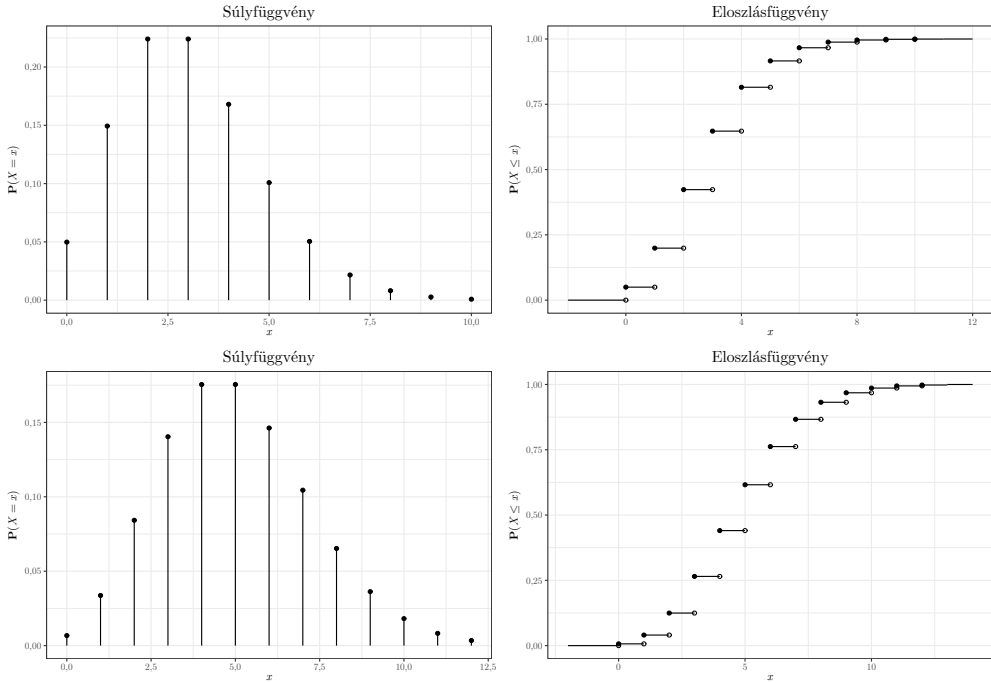 Súlyfüggvény
0,20
0,15
0,10
0,05
0,00
P(X = x)
0,0 2,5 5,0 7,5 10,0
x
Eloszlásfüggvény
1,00
0,75
0,50
0,25
0,00
P(X ≤ x)
0 4 8 12
x
Súlyfüggvény
0,15
0,10
0,05
0,00
P(X = x)
0,0 2,5 5,0 7,5 10,0 12,5
x
Eloszlásfüggvény
1,00
0,75
0,50
0,25
0,00
P(X ≤ x)
0 5 10
x